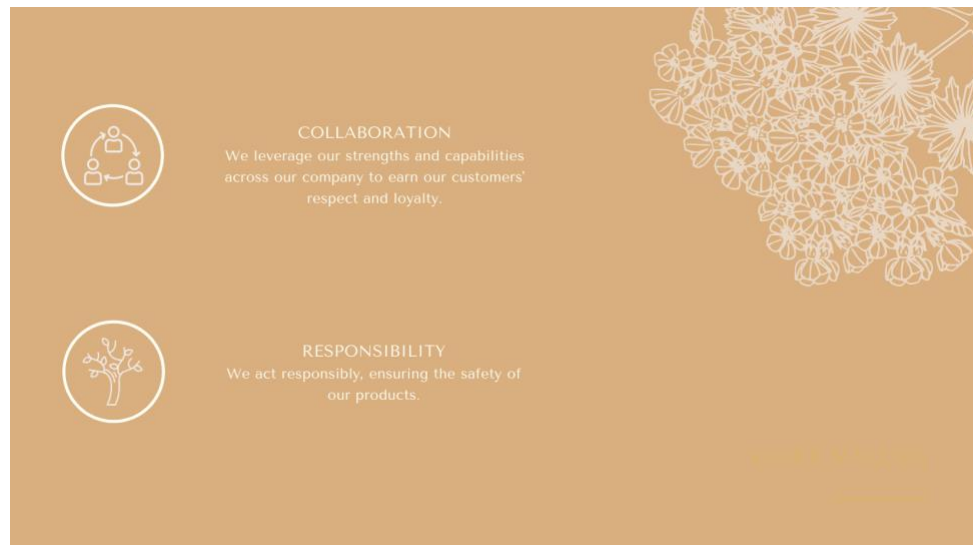 COLLABORATION
We leverage our strengths and capabilities
across our company to earn our customers'
respect and loyalty.
RESPONSIBILITY
We act responsibly, ensuring the safety of
our products.